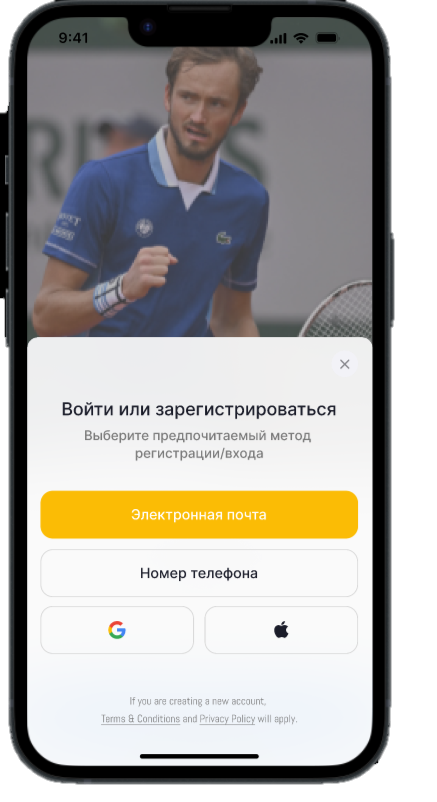 9:41
Войти или зарегистрироваться
Выберите предпочитаемый метод
регистрации/входа
Электронная почта
Номер телефона
If you are creating a new account,
Terms & Conditions and Privacy Policy will apply.